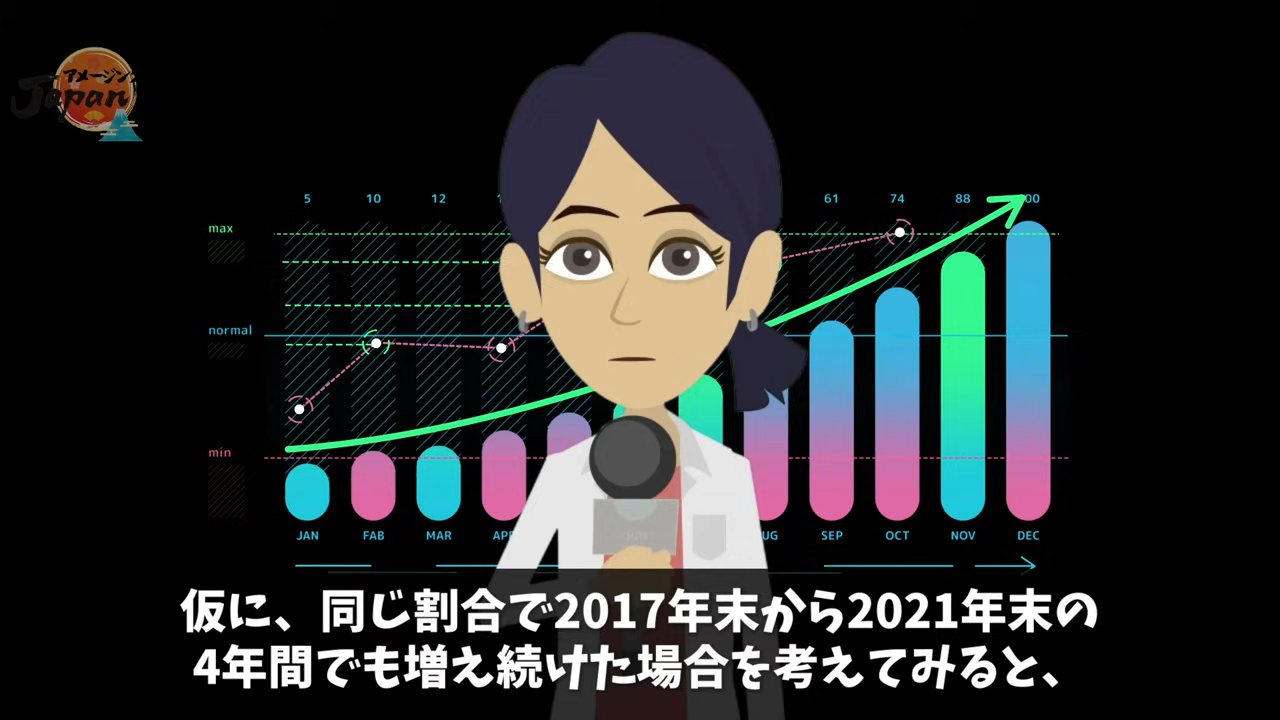 アメージング
Japan
5 10 12 61 74 88
max
normal
min
JAN FAB MAR SEP OCT NOV DEC
仮に、同じ割合で2017年末から2021年末の
4年間でも増え続けた場合を考えてみると、